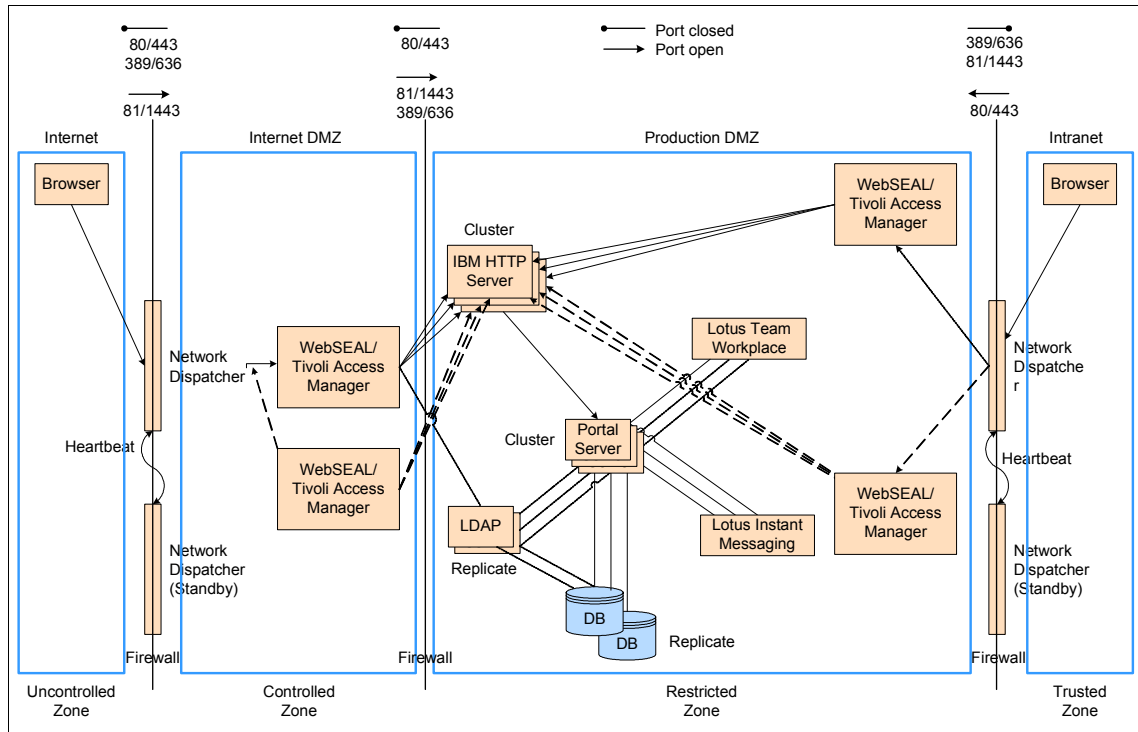 80/443
389/636
81/1443
80/443
81/1443
389/636
Port closed
Port open
389/636
81/1443
80/443
Internet
Internet DMZ
Production DMZ
Intranet
Browser
Network
Dispatcher
Heartbeat
Network
Dispatcher
(Standby)
Firewall
WebSEAL/
Tivoli Access
Manager
WebSEAL/
Tivoli Access
Manager
Firewall
Cluster
IBM HTTP
Server
WebSEAL/
Tivoli Access
Manager
Lotus Team
Workplace
Cluster
Portal
Server
LDAP
Replicate
Lotus Instant
Messaging
WebSEAL/
Tivoli Access
Manager
DB
DB
Replicate
Browser
Network
Dispatche
r
Heartbeat
Network
Dispatcher
(Standby)
Firewall
Uncontrolled
Zone
Controlled
Zone
Restricted
Zone
Trusted
Zone